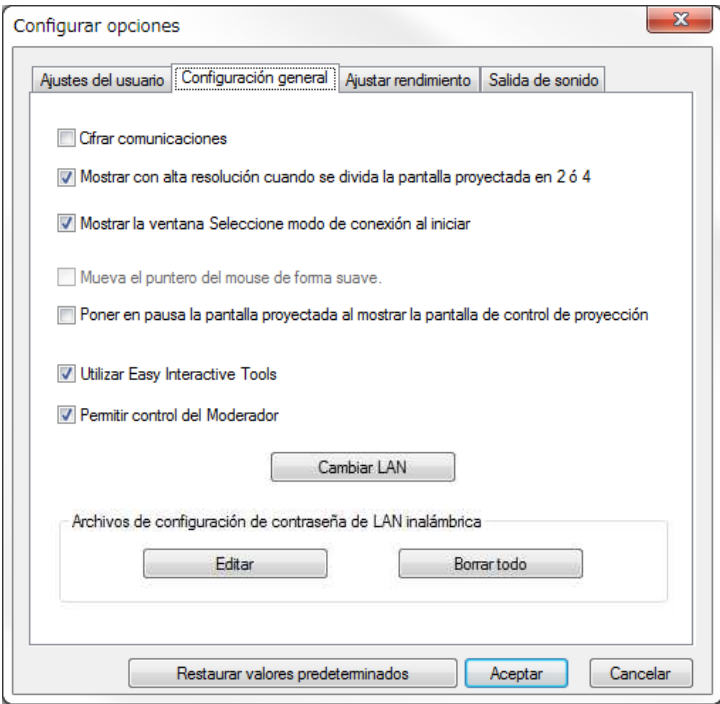 Configurar opciones
Ajustes del usuario Configuración general Ajustar rendimiento Salida de sonido
Cifrar comunicaciones
Mostrar con alta resolución cuando se divida la pantalla proyectada en 2 ó 4
Mostrar la ventana Seleccione modo de conexión al iniciar
Mueva el puntero del mouse de forma suave.
Poner en pausa la pantalla proyectada al mostrar la pantalla de control de proyección
Utilizar Easy Interactive Tools
Permitir control del Moderador
Cambiar LAN
Archivos de configuración de contraseña de LAN inalámbrica
Editar Borrar todo
Restaurar valores predeterminados Aceptar Cancelar